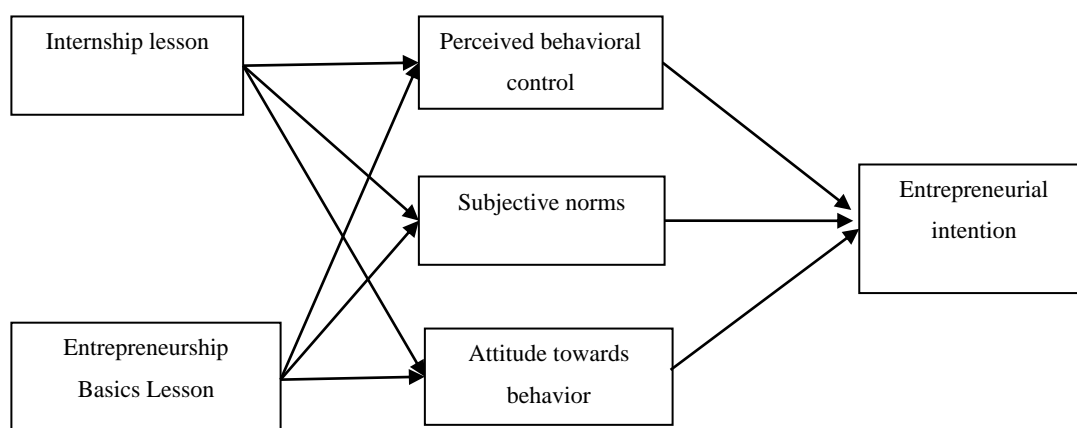 Internship lesson
Perceived behavioral
control
Subjective norms
Entrepreneurial
intention
Entrepreneurship
Basics Lesson
Attitude towards
behavior